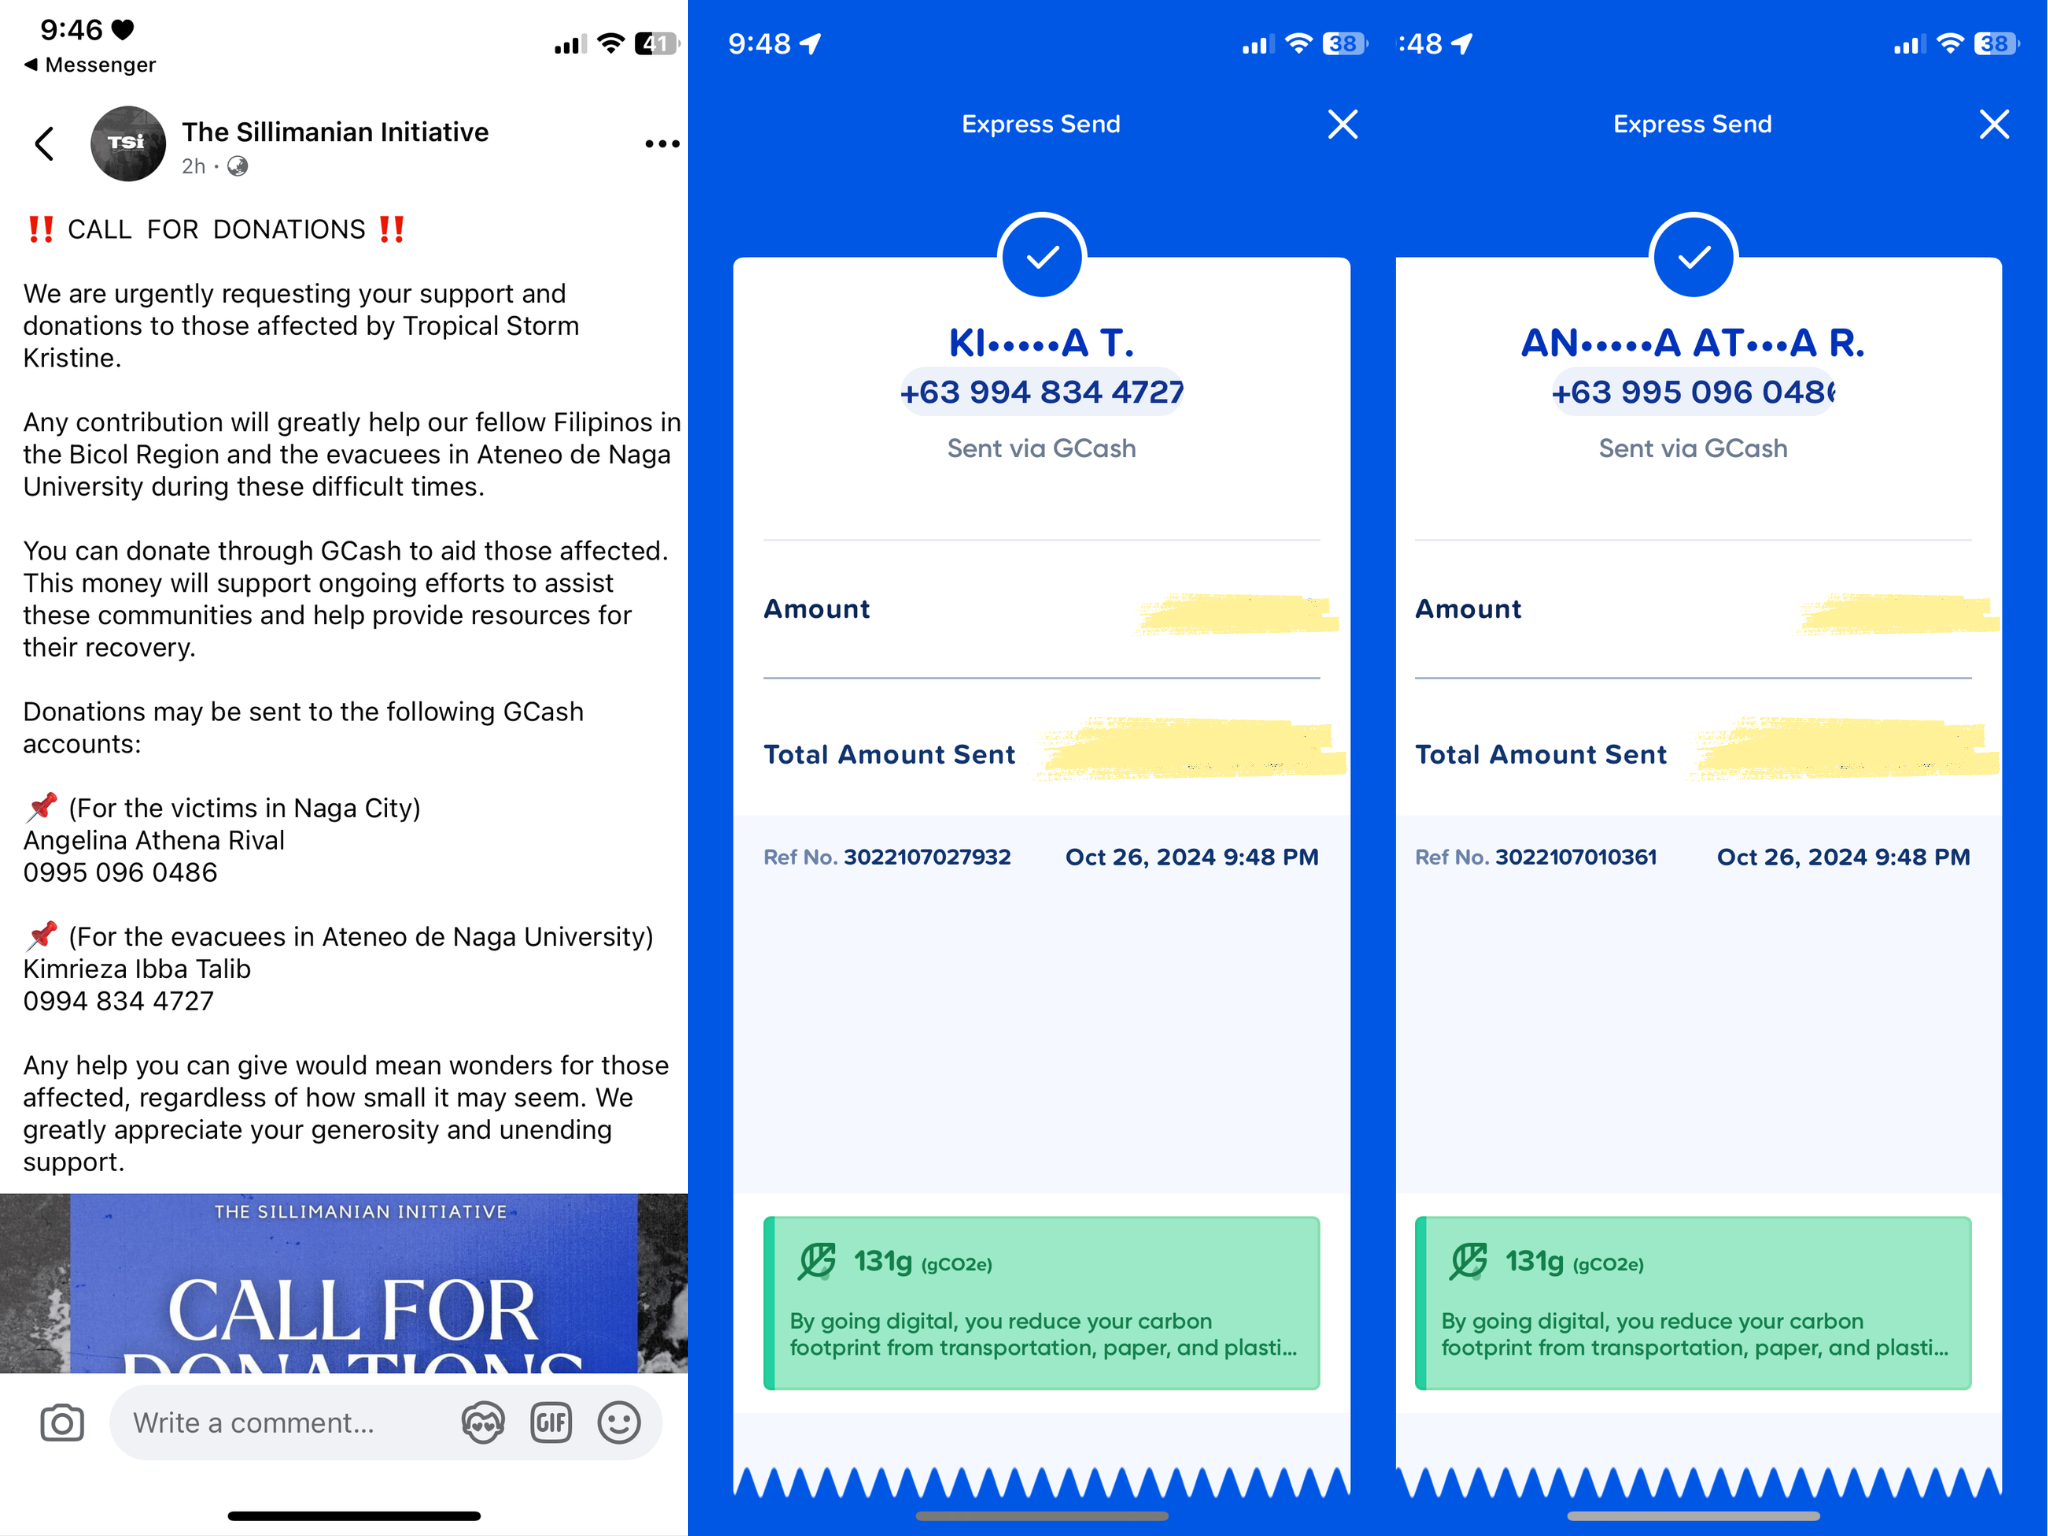 9:46
41
Messenger
TSi
The Sillimanian Initiative
2h ·
‼️ CALL FOR DONATIONS ‼️
We are urgently requesting your support and
donations to those affected by Tropical Storm
Kristine.
Any contribution will greatly help our fellow Filipinos in
the Bicol Region and the evacuees in Ateneo de Naga
University during these difficult times.
You can donate through GCash to aid those affected.
This money will support ongoing efforts to assist
these communities and help provide resources for
their recovery.
Donations may be sent to the following GCash
accounts:
📌 (For the victims in Naga City)
Angelina Athena Rival
0995 096 0486
📌 (For the evacuees in Ateneo de Naga University)
Kimrieza Ibba Talib
0994 834 4727
Any help you can give would mean wonders for those
affected, regardless of how small it may seem. We
greatly appreciate your generosity and unending
support.
THE SILLIMANIAN INITIATIVE
CALL FOR
DONATIONS
Write a comment...
GIF
9:48
38
Express Send
KI•••••A T.
+63 994 834 4727
Sent via GCash
Amount
Total Amount Sent
Ref No. 3022107027932 Oct 26, 2024 9:48 PM
131g (gCO2e)
By going digital, you reduce your carbon
footprint from transportation, paper, and plasti...
:48
38
Express Send
AN•••••A AT•••A R.
+63 995 096 0486
Sent via GCash
Amount
Total Amount Sent
Ref No. 3022107010361 Oct 26, 2024 9:48 PM
131g (gCO2e)
By going digital, you reduce your carbon
footprint from transportation, paper, and plasti...